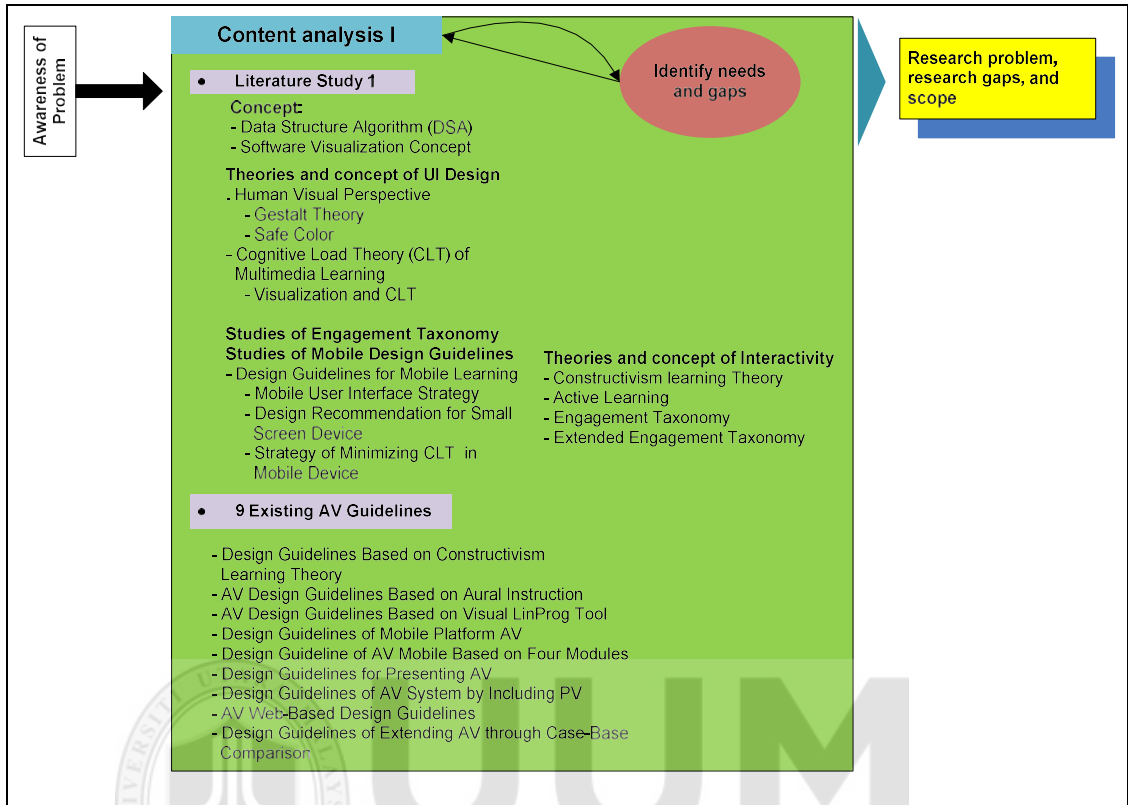 Awareness of
Problem
Content analysis I
Identify needs
and gaps
Research problem,
research gaps, and
scope
• Literature Study 1
Concept:
- Data Structure Algorithm (DSA)
- Software Visualization Concept
Theories and concept of UI Design
. Human Visual Perspective
- Gestalt Theory
- Safe Color
- Cognitive Load Theory (CLT) of
Multimedia Learning
- Visualization and CLT
Studies of Engagement Taxonomy
Studies of Mobile Design Guidelines
- Design Guidelines for Mobile Learning
- Mobile User Interface Strategy
- Design Recommendation for Small
Screen Device
- Strategy of Minimizing CLT in
Mobile Device
Theories and concept of Interactivity
- Constructivism learning Theory
- Active Learning
- Engagement Taxonomy
- Extended Engagement Taxonomy
• 9 Existing AV Guidelines
- Design Guidelines Based on Constructivism
Learning Theory
- AV Design Guidelines Based on Aural Instruction
- AV Design Guidelines Based on Visual LinProg Tool
- Design Guidelines of Mobile Platform AV
- Design Guideline of AV Mobile Based on Four Modules
- Design Guidelines for Presenting AV
- Design Guidelines of AV System by Including PV
- AV Web-Based Design Guidelines
- Design Guidelines of Extending AV through Case-Base
Comparison
UUM